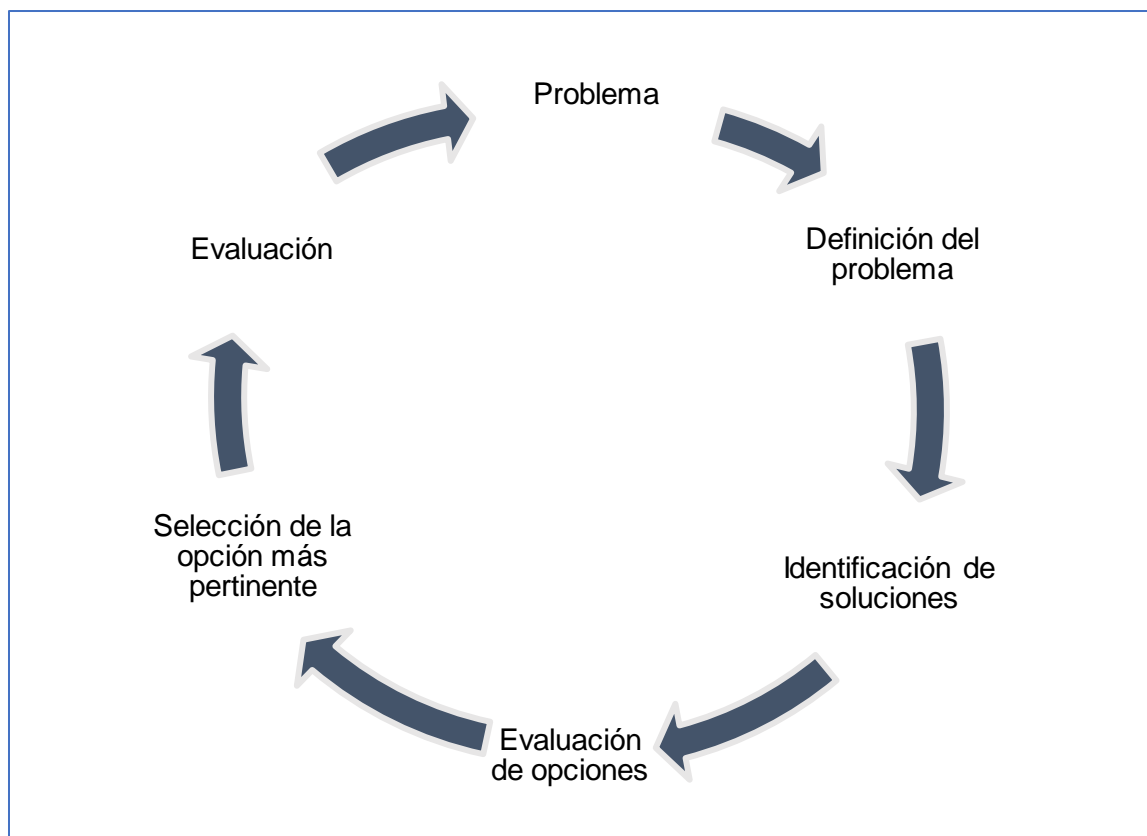 Problema
Definición del
problema
Identificación de
soluciones
Evaluación
de opciones
Selección de la
opción más
pertinente
Evaluación